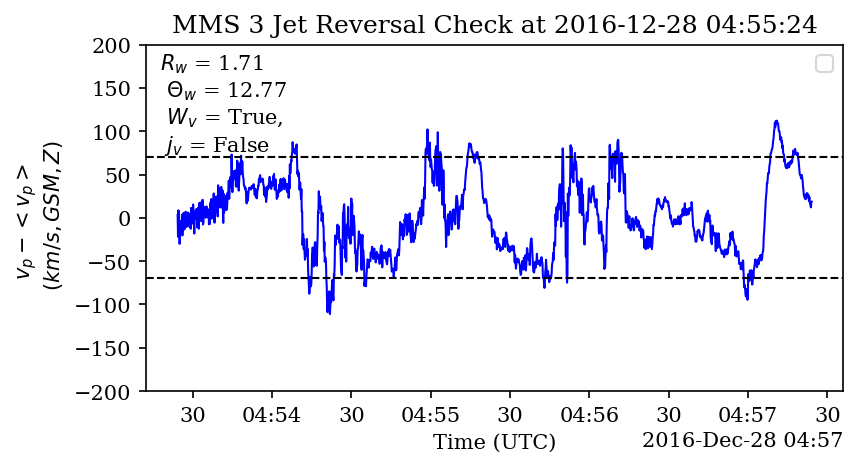 MMS 3 Jet Reversal Check at 2016-12-28 04:55:24
R_w = 1.71
Θ_w = 12.77
W_v = True,
j_v = False
v_p − < v_p >
(km/s, GSM, Z)
200
150
100
50
0
−50
−100
−150
−200
30 04:54 30 04:55 30 04:56 30 04:57 30
Time (UTC) 2016-Dec-28 04:57